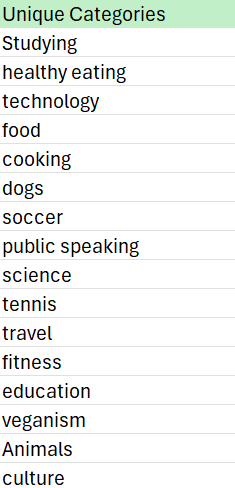 Unique Categories
Studying
healthy eating
technology
food
cooking
dogs
soccer
public speaking
science
tennis
travel
fitness
education
veganism
Animals
culture